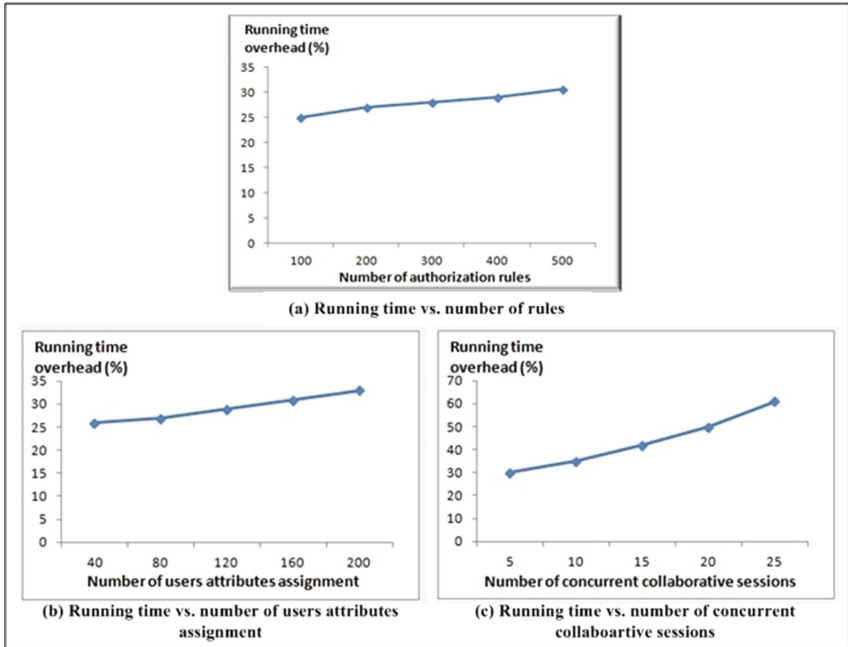 Running time
overhead (%)
35
30
25
20
15
10
5
0
100 200 300 400 500
Number of authorization rules
(a) Running time vs. number of rules
Running time
overhead (%)
35
30
25
20
15
10
5
0
40 80 120 160 200
Number of users attributes assignment
(b) Running time vs. number of users attributes
assignment
Running time
overhead (%)
70
60
50
40
30
20
10
0
5 10 15 20 25
Number of concurrent collaborative sessions
(c) Running time vs. number of concurrent
collaboartive sessions